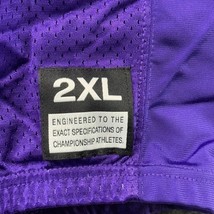 2XL
ENGINEERED TO THE
EXACT SPECIFICATIONS OF
CHAMPIONSHIP ATHLETES.